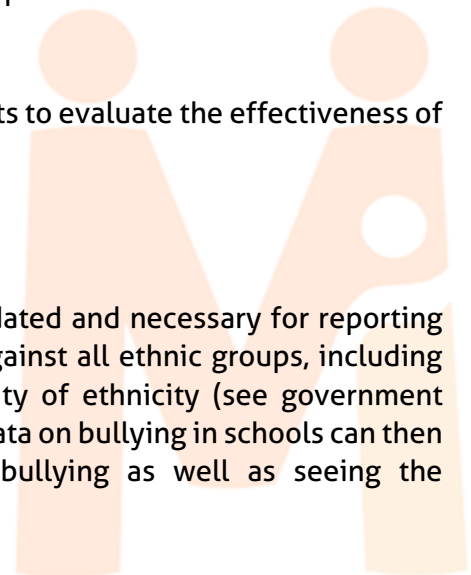 ts to evaluate the effectiveness of
lated and necessary for reporting
gainst all ethnic groups, including
ty of ethnicity (see government
ata on bullying in schools can then
bullying as well as seeing the